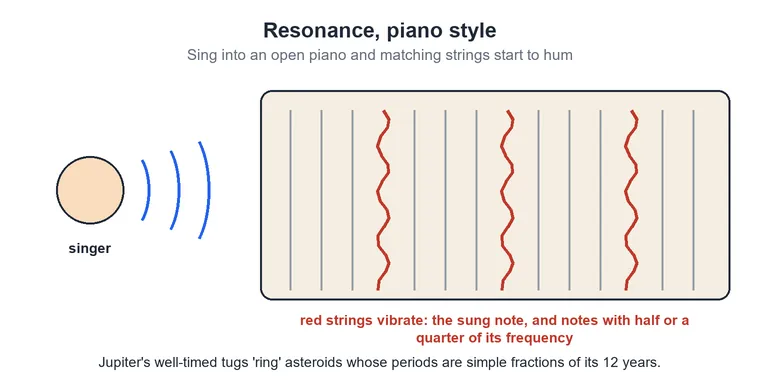 Resonance, piano style
Sing into an open piano and matching strings start to hum
singer
red strings vibrate: the sung note, and notes with half or a
quarter of its frequency
Jupiter's well-timed tugs 'ring' asteroids whose periods are simple fractions of its 12 years.